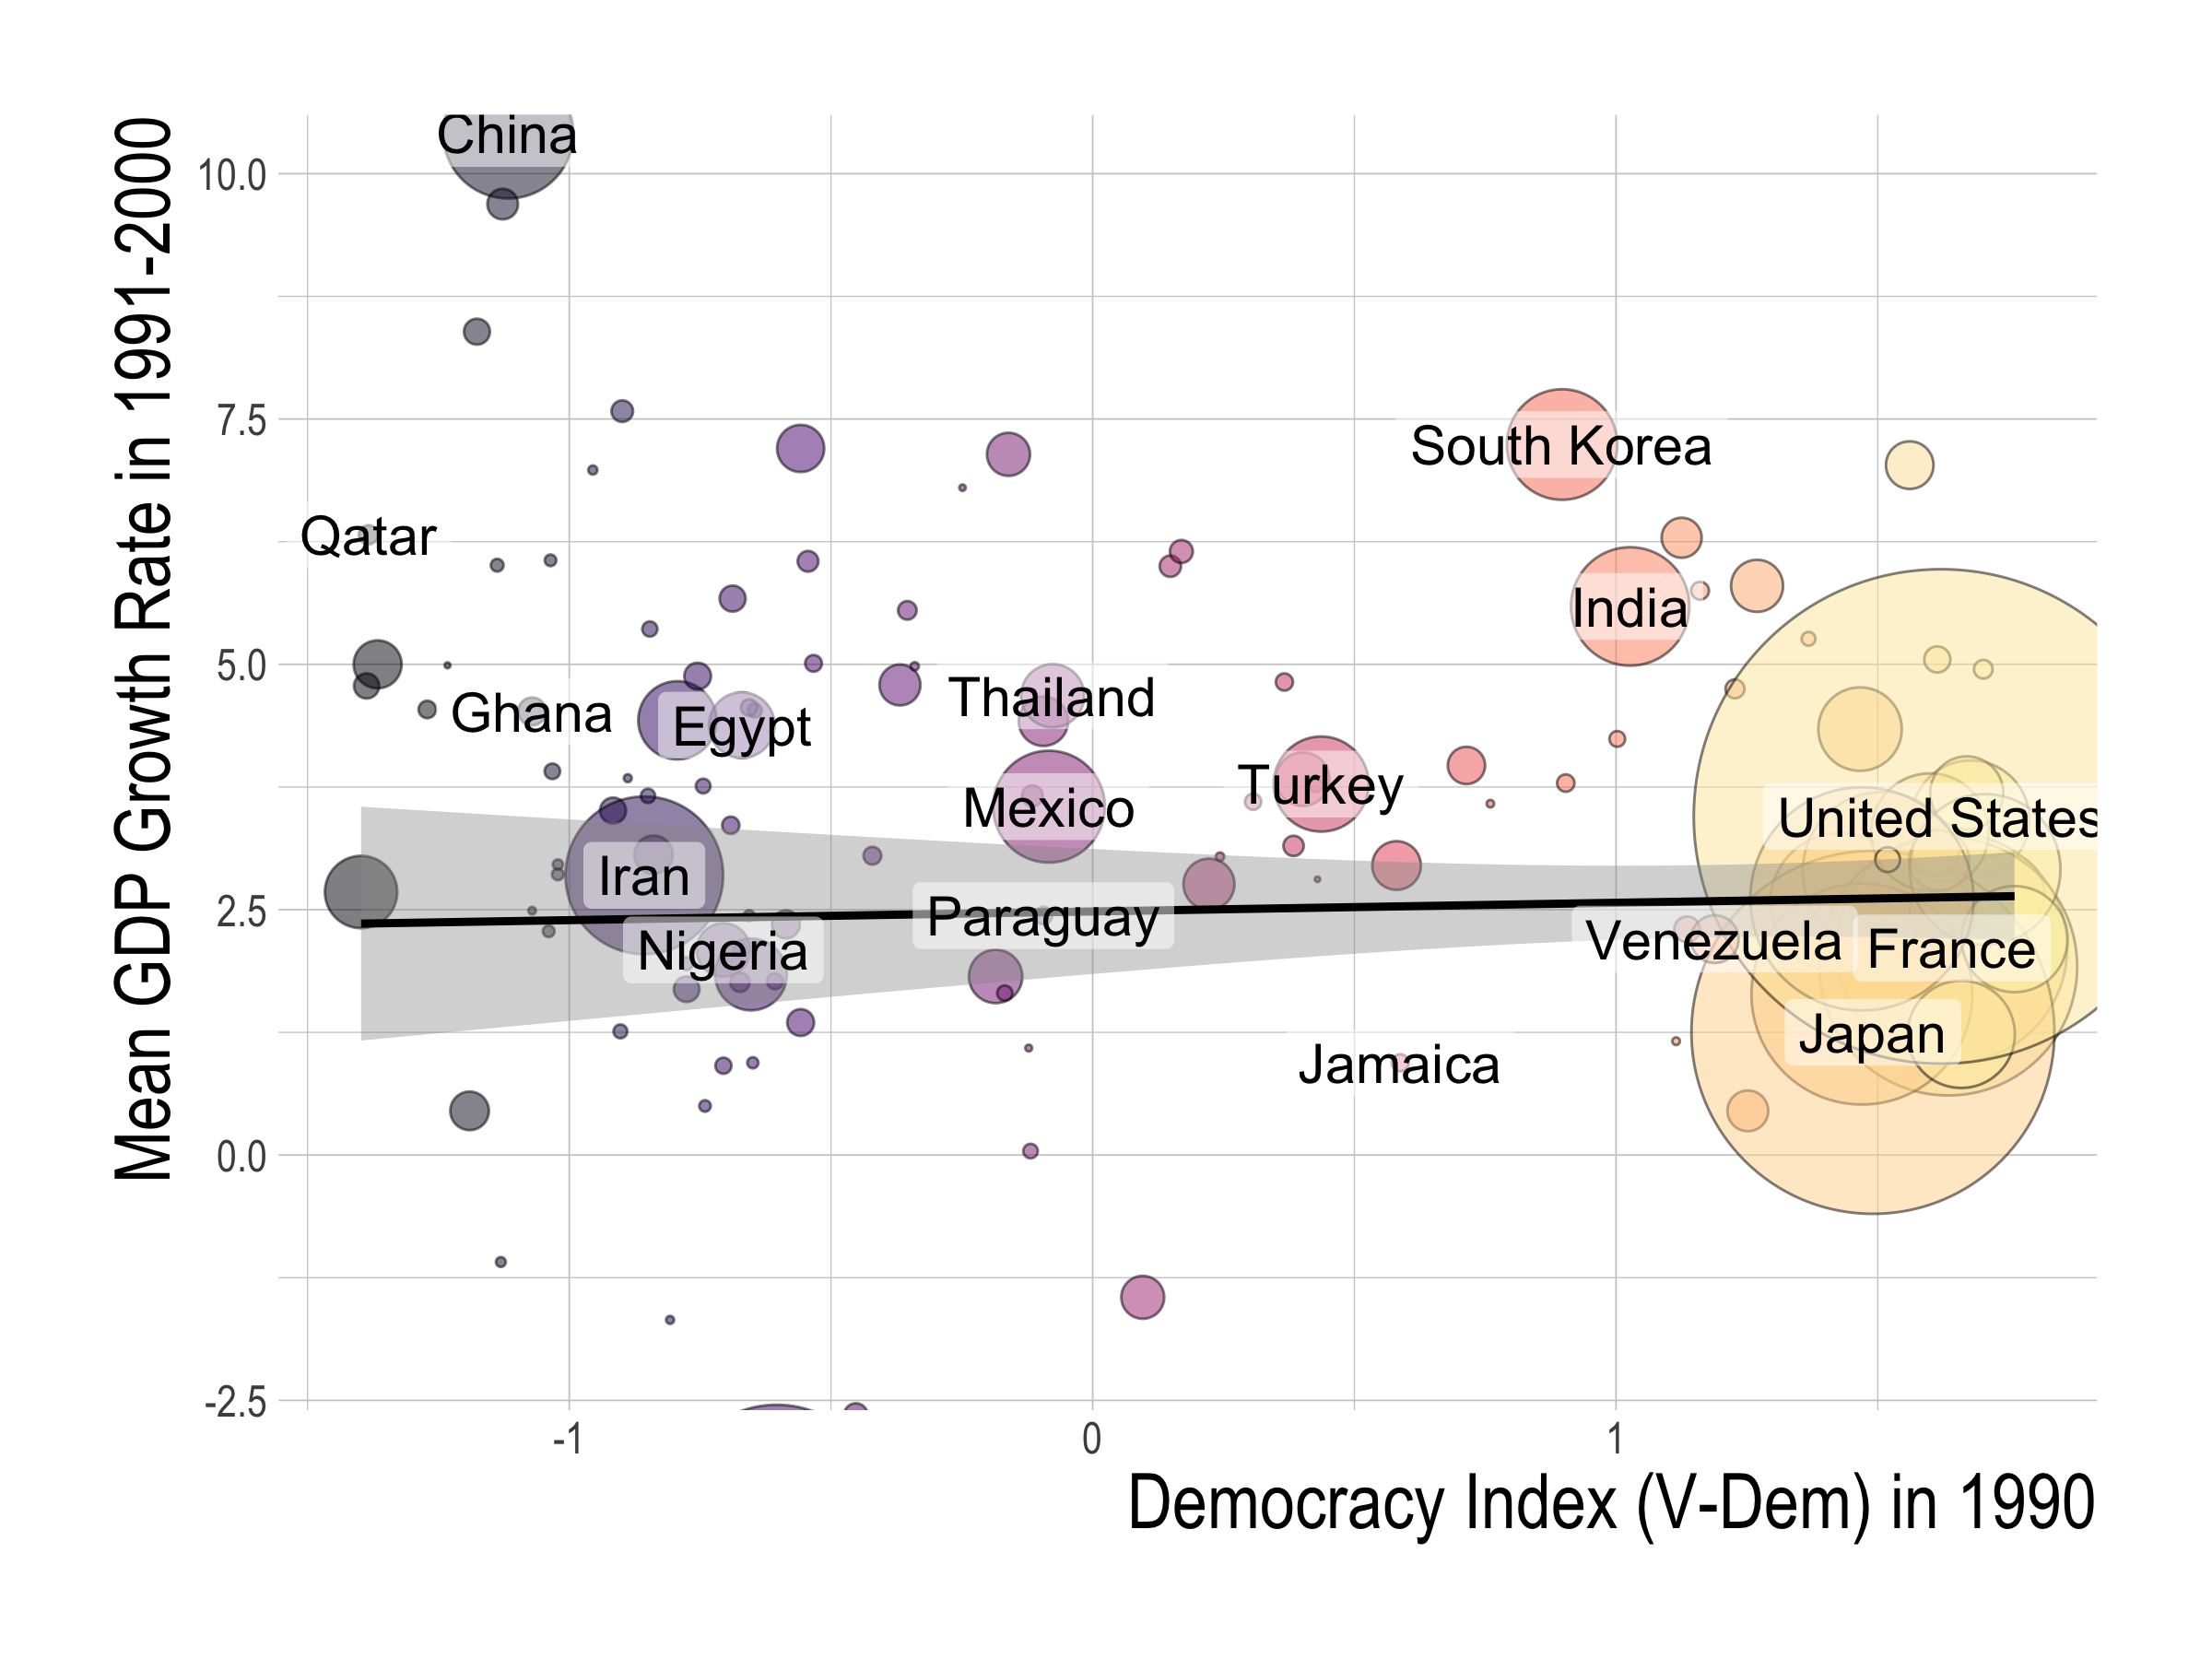 Mean GDP Growth Rate in 1991-2000
10.0
7.5
5.0
2.5
0.0
-2.5
China
South Korea
Qatar
India
Thailand
Ghana
Egypt
Turkey
Mexico
United States
Iran
Paraguay
Venezuela
France
Nigeria
Japan
Jamaica
-1
0
1
Democracy Index (V-Dem) in 1990